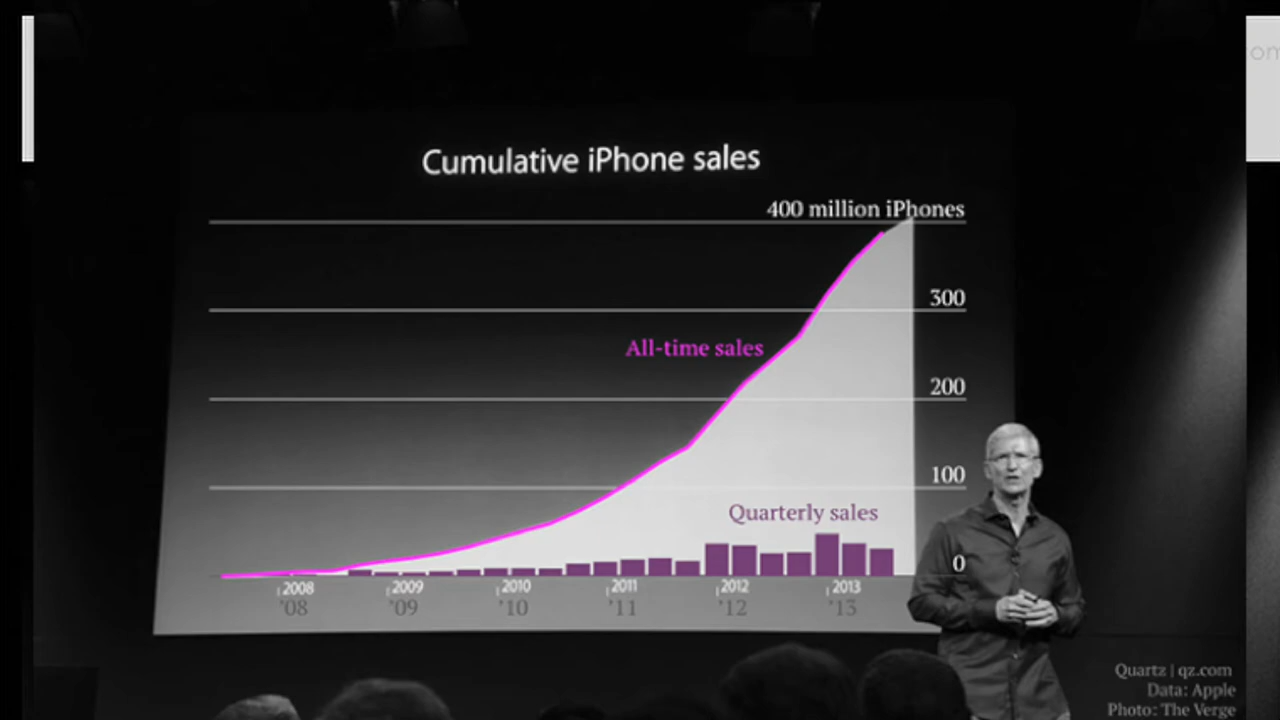 om
Cumulative iPhone sales
400 million iPhones
300
All-time sales
200
100
Quarterly sales
0
2008 2009 2010 2011 2012 2013
'08 '09 '10 '11 '12 '13
Quartz | qz.com
Data: Apple
Photo: The Verge